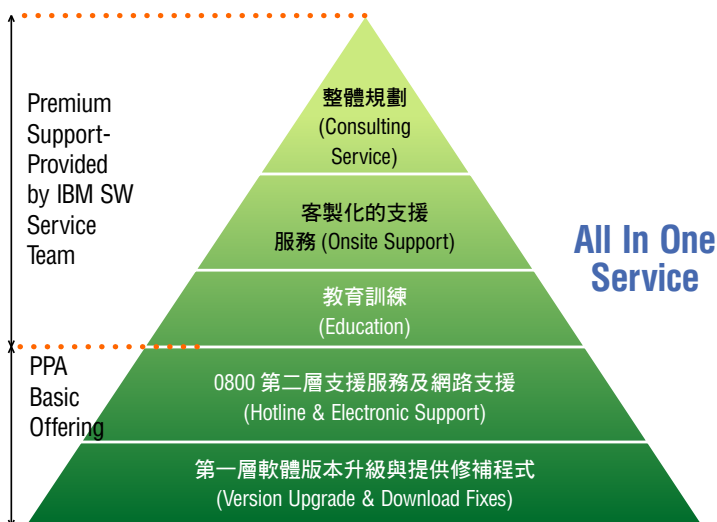 Premium
Support-
Provided
by IBM SW
Service
Team
整體規劃
(Consulting
Service)
客製化的支援
服務 (Onsite Support)
教育訓練
(Education)
All In One
Service
PPA
Basic
Offering
0800 第二層支援服務及網路支援
(Hotline & Electronic Support)
第一層軟體版本升級與提供修補程式
(Version Upgrade & Download Fixes)